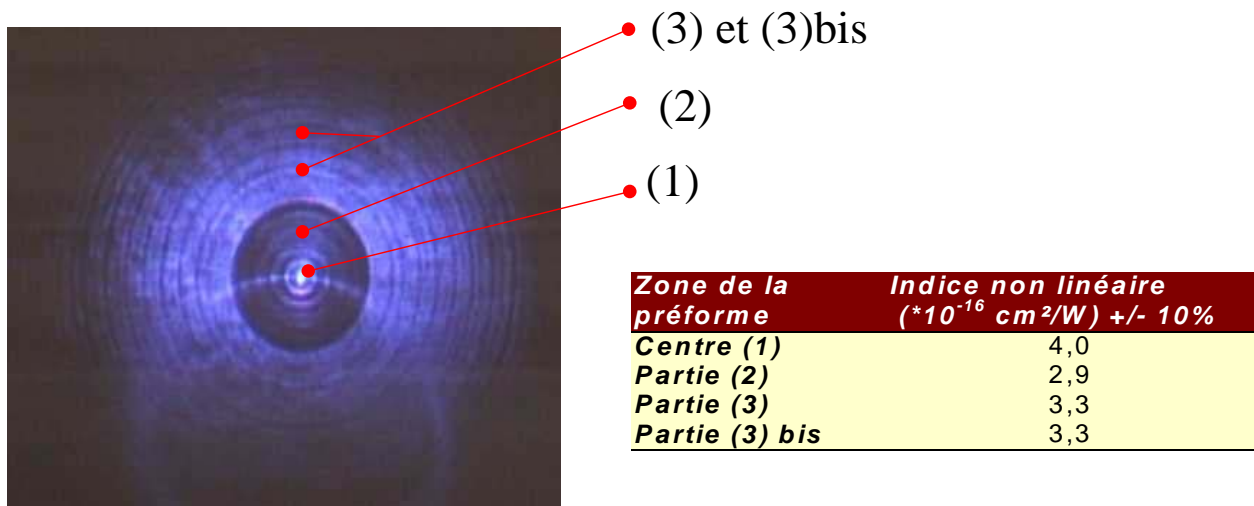 (3) et (3)bis
(2)
(1)
Zone de la préforme Indice non linéaire (*10⁻¹⁶ cm²/W) +/- 10%
Centre (1) 4,0
Partie (2) 2,9
Partie (3) 3,3
Partie (3) bis 3,3